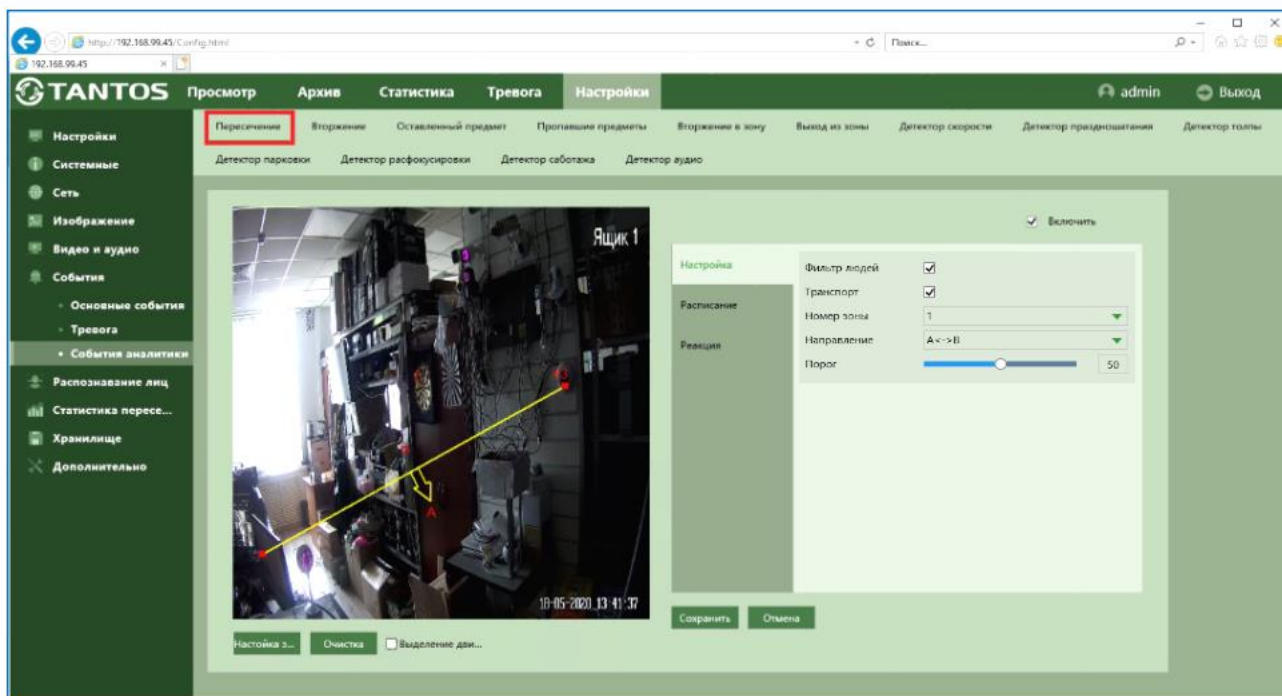 http://192.168.99.45/Config.html
Поиск...
192.168.99.45
TANTOS
Просмотр Архив Статистика Тревога Настройки admin Выход
Пересечение Вторжение Оставленный предмет Пропавшие предметы Вторжение в зону Выход из зоны Детектор скорости Детектор праздношатания Детектор толпы
Детектор парковки Детектор расфокусировки Детектор саботажа Детектор аудио
Настройки
Системные
Сеть
Изображение
Видео и аудио
События
Основные события
Тревога
События аналитики
Распознавание лиц
Статистика пересе...
Хранилище
Дополнительно
Ящик 1
A
18-05-2020 13:41:37
Настойка з... Очистка Выделение дви...
Включить
Настройка
Расписание
Реакция
Фильтр людей
Транспорт
Номер зоны 1
Направление A<->B
Порог 50
Сохранить Отмена